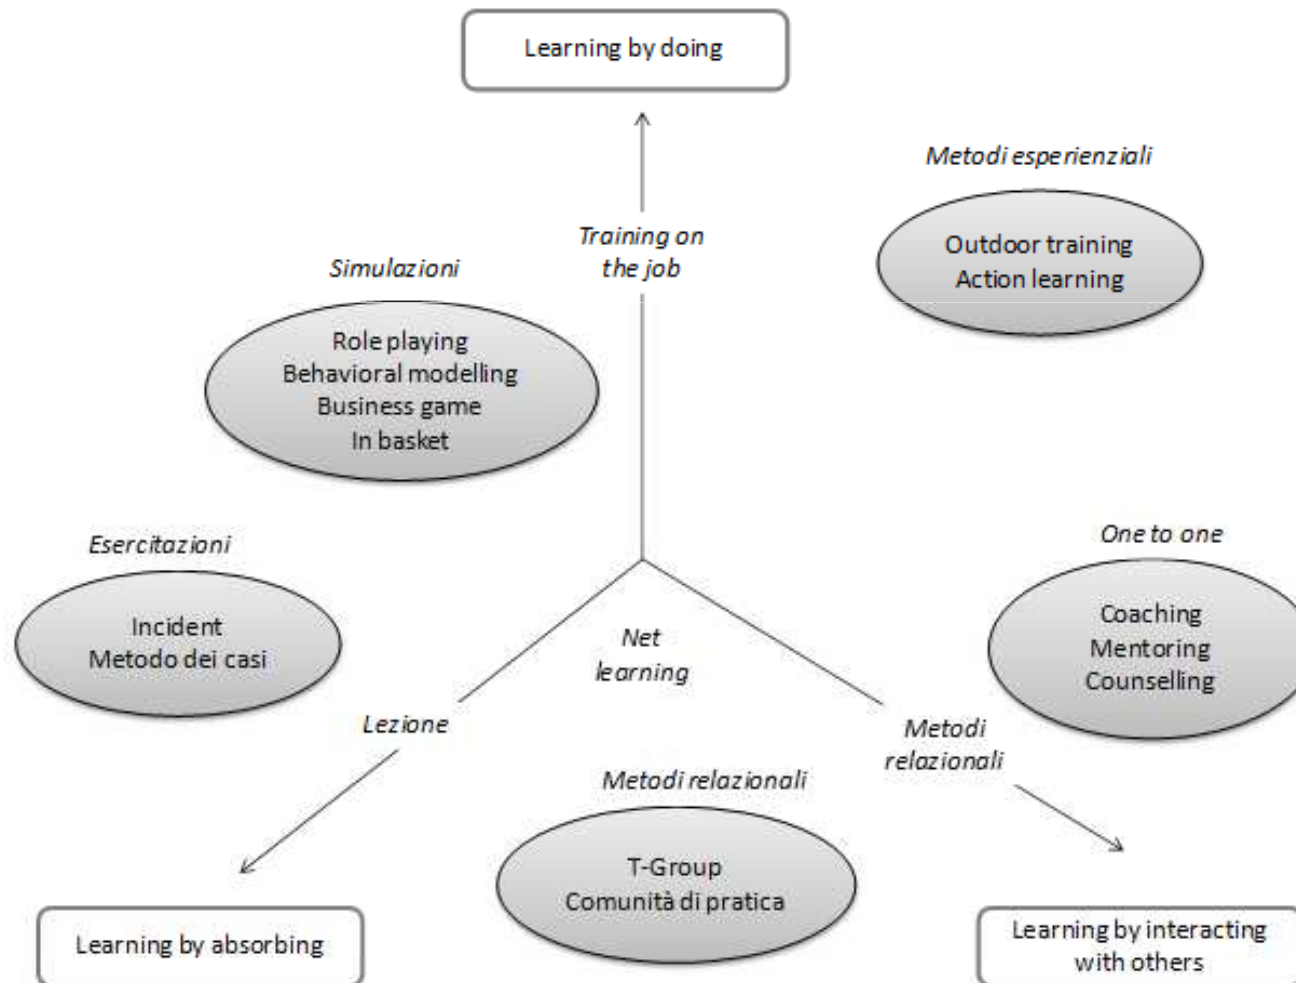 Learning by doing
Metodi esperienziali
Outdoor training
Action learning
Training on
the job
Simulazioni
Role playing
Behavioral modelling
Business game
In basket
Esercitazioni
Incident
Metodo dei casi
One to one
Coaching
Mentoring
Counselling
Net
learning
Lezione
Metodi
relazionali
Metodi relazionali
T-Group
Comunità di pratica
Learning by absorbing
Learning by interacting
with others